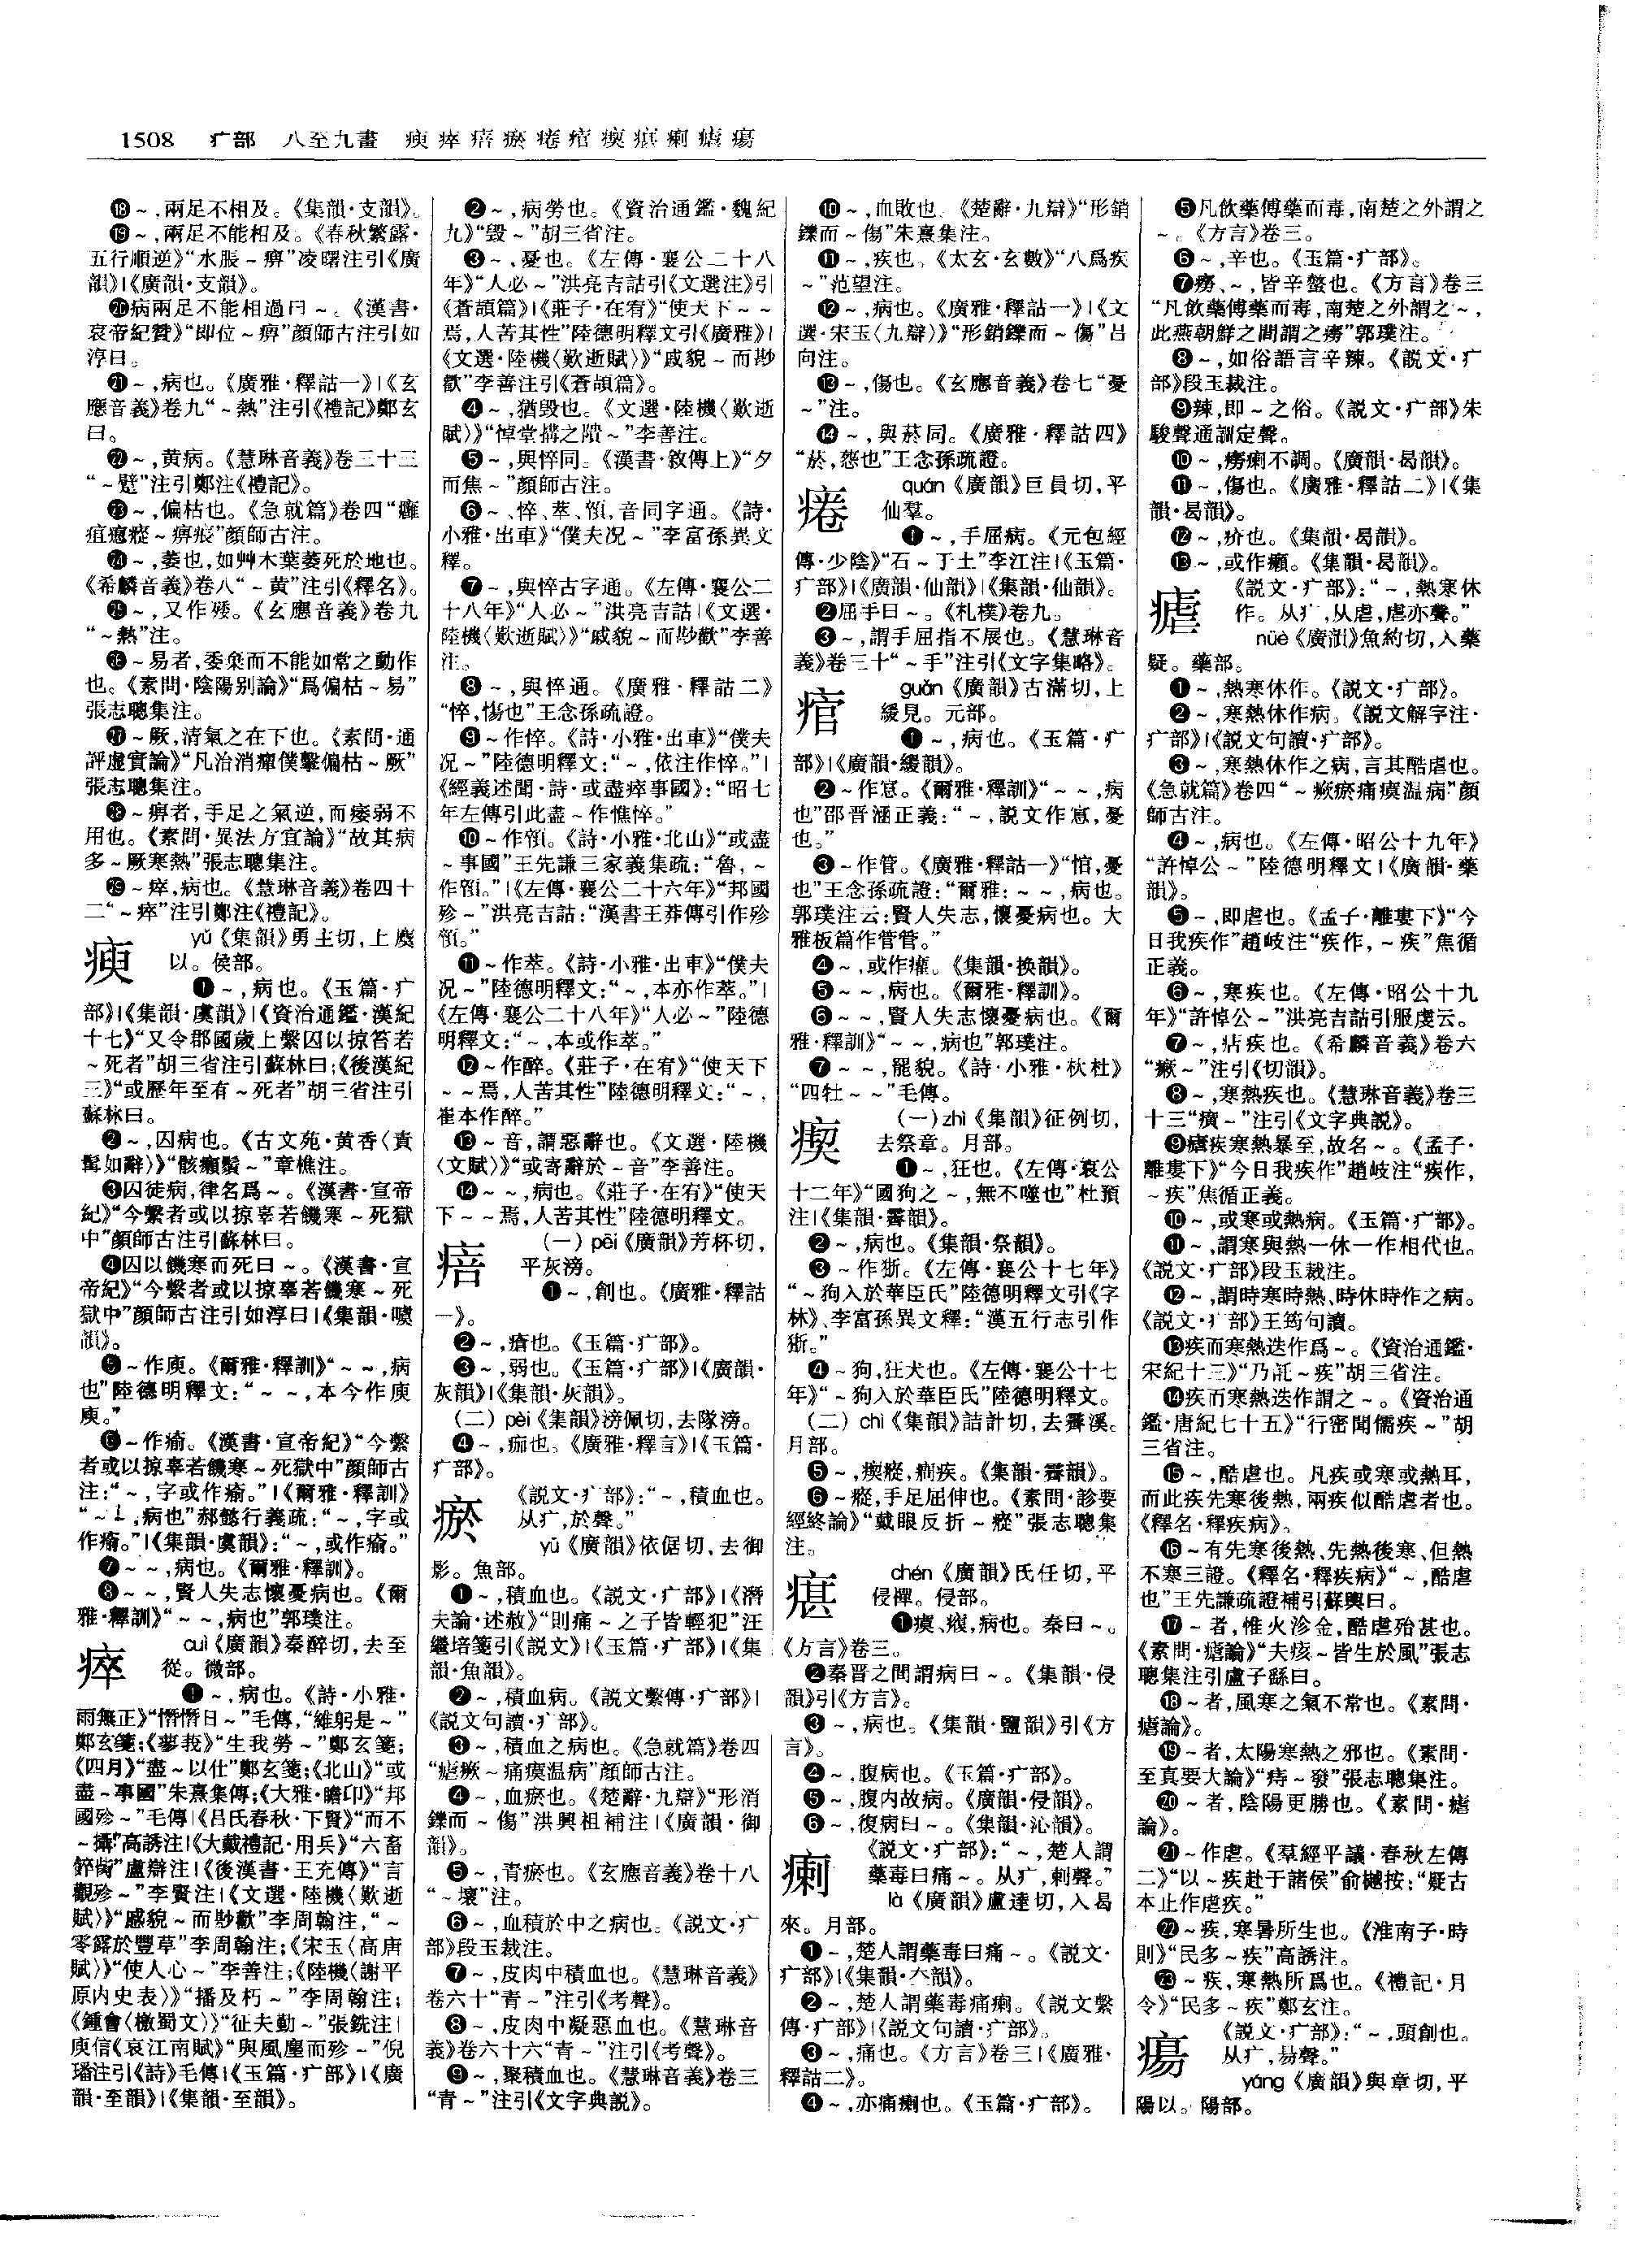 1508 疒部 八至九畫 瘐瘁痦瘀痯瘝瘈瘎瘌瘧瘍
⓲～,兩足不相及。《集韻·支韻》。
⓳～,兩足不能相及。《春秋繁露·
五行順逆》“水脹～痹”凌曙注引《廣
韻》|《廣韻·支韻》。
⓴病兩足不能相過曰～。《漢書·
哀帝紀贊》“即位～痹”顏師古注引如
淳曰。
㉑～,病也。《廣雅·釋詁一》|《玄
應音義》卷九“～熱”注引《禮記》鄭玄
曰。
㉒～,黄病。《慧琳音義》卷三十三
“～躄”注引鄭注《禮記》。
㉓～,偏枯也。《急就篇》卷四“癰
疽瘛瘲～痹痮”顏師古注。
㉔～,萎也,如艸木葉萎死於地也。
《希麟音義》卷八“～黄”注引《釋名》。
㉕～,又作矮。《玄應音義》卷九
“～熱”注。
㉖～易者,委棄而不能如常之動作
也。《素問·陰陽别論》“爲偏枯～易”
張志聰集注。
㉗～厥,清氣之在下也。《素問·通
評虛實論》“凡治消癉僕擊偏枯～厥”
張志聰集注。
㉘～痹者,手足之氣逆,而痿弱不
用也。《素問·異法方宜論》“故其病
多～厥寒熱”張志聰集注。
㉙～瘁,病也。《慧琳音義》卷四十
二“～瘁”注引鄭注《禮記》。
瘐
yǔ《集韻》勇主切,上麌
以。侯部。
❶～,病也。《玉篇·疒
部》|《集韻·麌韻》|《資治通鑑·漢紀
十七》“又令郡國歲上繫囚以掠笞若
～死者”胡三省注引蘇林曰;《後漢紀
三》“或歷年至有～死者”胡三省注引
蘇林曰。
❷～,囚病也。《古文苑·黄香〈責
髯奴辭〉》“骸癩鬚～”章樵注。
❸囚徒病,律名爲～。《漢書·宣帝
紀》“今繫者或以掠辜若饑寒～死獄
中”顏師古注引蘇林曰。
❹囚以饑寒而死曰～。《漢書·宣
帝紀》“今繫者或以掠辜若饑寒～死
獄中”顏師古注引如淳曰|《集韻·噳
韻》。
❺～作庾。《爾雅·釋訓》“～～,病
也”陸德明釋文:“～～,本今作庾
庾。”
❻～作瘉。《漢書·宣帝紀》“今繫
者或以掠辜若饑寒～死獄中”顏師古
注:“～,字或作瘉。”|《爾雅·釋訓》
“～～,病也”郝懿行義疏:“～,字或
作瘉。”|《集韻·噳韻》:“～,或作瘉。”
❼～～,病也。《爾雅·釋訓》。
❽～～,賢人失志懷憂病也。《爾
雅·釋訓》“～～,病也”郭璞注。
瘁
cuì《廣韻》秦醉切,去至
從。微部。
❶～,病也。《詩·小雅·
雨無正》“憯憯日～”毛傳,“維躬是～”
鄭玄箋;《蓼莪》“生我勞～”鄭玄箋;
《四月》“盡～以仕”鄭玄箋;《北山》“或
盡～事國”朱熹集傳;《大雅·瞻卬》“邦
國殄～”毛傳|《吕氏春秋·下賢》“而不
～攝”高誘注|《大戴禮記·用兵》“六畜
飺胔”盧辯注|《後漢書·王充傳》“言
觀殄～”李賢注|《文選·陸機〈歎逝
賦〉》“慼貌～而尟歡”李周翰注,“～
零露於豐草”李周翰注;《宋玉〈高唐
賦〉》“使人心～”李善注;《陸機〈謝平
原内史表〉》“播及朽～”李周翰注;
《鍾會〈檄蜀文〉》“征夫勤～”張銑注|
庾信《哀江南賦》“與風塵而殄～”倪
璠注引《詩》毛傳|《玉篇·疒部》|《廣
韻·至韻》|《集韻·至韻》。
❷～,病勞也。《資治通鑑·魏紀
九》“毁～”胡三省注。
❸～,憂也。《左傳·襄公二十八
年》“人必～”洪亮吉詁引《文選注》引
《蒼頡篇》|《莊子·在宥》“使天下～～
焉,人苦其性”陸德明釋文引《廣雅》|
《文選·陸機〈歎逝賦〉》“慼貌～而尟
歡”李善注引《蒼頡篇》。
❹～,猶毁也。《文選·陸機〈歎逝
賦〉》“悼堂構之隤～”李善注。
❺～,與悴同。《漢書·敘傳上》“夕
而焦～”顏師古注。
❻～、悴、萃、顇,音同字通。《詩·
小雅·出車》“僕夫况～”李富孫異文
釋。
❼～,與悴古字通。《左傳·襄公二
十八年》“人必～”洪亮吉詁|《文選·
陸機〈歎逝賦〉》“慼貌～而尟歡”李善
注。
❽～,與悴通。《廣雅·釋詁二》
“悴,傷也”王念孫疏證。
❾～作悴。《詩·小雅·出車》“僕夫
况～”陸德明釋文:“～,依注作悴。”|
《經義述聞·詩·或盡瘁事國》:“昭七
年左傳引此盡～作憔悴。”
❿～作顇。《詩·小雅·北山》“或盡
～事國”王先謙三家義集疏:“魯,～
作顇。”|《左傳·襄公二十六年》“邦國
殄～”洪亮吉詁:“漢書王莽傳引作殄
顇。”
⓫～作萃。《詩·小雅·出車》“僕夫
况～”陸德明釋文:“～,本亦作萃。”|
《左傳·襄公二十八年》“人必～”陸德
明釋文:“～,本或作萃。”
⓬～作醉。《莊子·在宥》“使天下
～～焉,人苦其性”陸德明釋文:“～,
崔本作醉。”
⓭～音,謂惡辭也。《文選·陸機
〈文賦〉》“或寄辭於～音”李善注。
⓮～～,病也。《莊子·在宥》“使天
下～～焉,人苦其性”陸德明釋文。
痦
(一)pēi《廣韻》芳杯切,
平灰滂。
❶～,創也。《廣雅·釋詁
一》。
❷～,瘡也。《玉篇·疒部》。
❸～,弱也。《玉篇·疒部》|《廣韻·
灰韻》|《集韻·灰韻》。
(二)pèi《集韻》滂佩切,去隊滂。
❹～,痂也。《廣雅·釋言》|《玉篇·
疒部》。
瘀
《説文·疒部》:“～,積血也。
从疒,於聲。”
yū《廣韻》依倨切,去御
影。魚部。
❶～,積血也。《説文·疒部》|《潛
夫論·述赦》“則痛～之子皆輕犯”汪
繼培箋引《説文》|《玉篇·疒部》|《集
韻·魚韻》。
❷～,積血病。《説文繫傳·疒部》|
《説文句讀·疒部》。
❸～,積血之病也。《急就篇》卷四
“瘧瘚～痛瘼温病”顏師古注。
❹～,血瘀也。《楚辭·九辯》“形消
鑠而～傷”洪興祖補注|《廣韻·御
韻》。
❺～,青瘀也。《玄應音義》卷十八
“～壞”注。
❻～,血積於中之病也。《説文·疒
部》段玉裁注。
❼～,皮肉中積血也。《慧琳音義》
卷六十“青～”注引《考聲》。
❽～,皮肉中凝惡血也。《慧琳音
義》卷六十六“青～”注引《考聲》。
❾～,聚積血也。《慧琳音義》卷三
“青～”注引《文字典説》。
❿～,血敗也。《楚辭·九辯》“形銷
鑠而～傷”朱熹集注。
⓫～,疾也。《太玄·玄數》“八爲疾
～”范望注。
⓬～,病也。《廣雅·釋詁一》|《文
選·宋玉〈九辯〉》“形銷鑠而～傷”吕
向注。
⓭～,傷也。《玄應音義》卷七“憂
～”注。
⓮～,與菸同。《廣雅·釋詁四》
“菸,㾓也”王念孫疏證。
quán《廣韻》巨員切,平
仙羣。
❶～,手屈病。《元包經
傳·少陰》“石～丁土”李江注|《玉篇·
疒部》|《廣韻·仙韻》|《集韻·仙韻》。
❷屈手曰～。《札樸》卷九。
❸～,謂手屈指不展也。《慧琳音
義》卷三十“～手”注引《文字集略》。
痯
guǎn《廣韻》古滿切,上
緩見。元部。
❶～,病也。《玉篇·疒
部》|《廣韻·緩韻》。
❷～作悹。《爾雅·釋訓》“～～,病
也”邵晉涵正義:“～,説文作悹,憂
也。”
❸～作管。《廣雅·釋詁一》“悺,憂
也”王念孫疏證:“爾雅:～～,病也。
郭璞注云:賢人失志,懷憂病也。大
雅板篇作管管。”
❹～,或作㿑。《集韻·换韻》。
❺～～,病也。《爾雅·釋訓》。
❻～～,賢人失志懷憂病也。《爾
雅·釋訓》“～～,病也”郭璞注。
❼～～,罷貌。《詩·小雅·杕杜》
“四牡～～”毛傳。
瘈
(一)zhì《集韻》征例切,
去祭章。月部。
❶～,狂也。《左傳·哀公
十二年》“國狗之～,無不噬也”杜預
注|《集韻·霽韻》。
❷～,病也。《集韻·祭韻》。
❸～作狾。《左傳·襄公十七年》
“～狗入於華臣氏”陸德明釋文引《字
林》、李富孫異文釋:“漢五行志引作
狾。”
❹～狗,狂犬也。《左傳·襄公十七
年》“～狗入於華臣氏”陸德明釋文。
(二)chì《集韻》詰計切,去霽溪。
月部。
❺～,瘈瘲,痸疾。《集韻·霽韻》。
❻～瘲,手足屈伸也。《素問·診要
經終論》“戴眼反折～瘲”張志聰集
注。
瘎
chén《廣韻》氏任切,平
侵禪。侵部。
❶瘼、癁,病也。秦曰～。
《方言》卷三。
❷秦晋之間謂病曰～。《集韻·侵
韻》引《方言》。
❸～,病也。《集韻·鹽韻》引《方
言》。
❹～,腹病也。《玉篇·疒部》。
❺～,腹内故病。《廣韻·侵韻》。
❻～,復病曰～。《集韻·沁韻》。
瘌
《説文·疒部》:“～,楚人謂
藥毒曰痛～。从疒,刺聲。”
là《廣韻》盧達切,入曷
來。月部。
❶～,楚人謂藥毒曰痛～。《説文·
疒部》|《集韻·夳韻》。
❷～,楚人謂藥毒痛瘌。《説文繫
傳·疒部》|《説文句讀·疒部》。
❸～,痛也。《方言》卷三|《廣雅·
釋詁二》。
❹～,亦痛瘌也。《玉篇·疒部》。
❺凡飲藥傅藥而毒,南楚之外謂之
～。《方言》卷三。
❻～,辛也。《玉篇·疒部》。
❼癆、～,皆辛螫也。《方言》卷三
“凡飲藥傅藥而毒,南楚之外謂之～,
此燕朝鮮之間謂之癆”郭璞注。
❽～,如俗語言辛辣。《説文·疒
部》段玉裁注。
❾辣,即～之俗。《説文·疒部》朱
駿聲通訓定聲。
❿～,癆瘌不調。《廣韻·曷韻》。
⓫～,傷也。《廣雅·釋詁二》|《集
韻·曷韻》。
⓬～,疥也。《集韻·曷韻》。
⓭～,或作癩。《集韻·曷韻》。
瘧
《説文·疒部》:“～,熱寒休
作。从疒,从虐,虐亦聲。”
nüè《廣韻》魚約切,入藥
疑。藥部。
❶～,熱寒休作。《説文·疒部》。
❷～,寒熱休作病。《説文解字注·
疒部》|《説文句讀·疒部》。
❸～,寒熱休作之病,言其酷虐也。
《急就篇》卷四“～瘚瘀痛瘼温病”顏
師古注。
❹～,病也。《左傳·昭公十九年》
“許悼公～”陸德明釋文|《廣韻·藥
韻》。
❺～,即虐也。《孟子·離婁下》“今
日我疾作”趙岐注“疾作,～疾”焦循
正義。
❻～,寒疾也。《左傳·昭公十九
年》“許悼公～”洪亮吉詁引服虔云。
❼～,痁疾也。《希麟音義》卷六
“瘷～”注引《切韻》。
❽～,寒熱疾也。《慧琳音義》卷三
十三“癀～”注引《文字典説》。
❾瘧疾寒熱暴至,故名～。《孟子·
離婁下》“今日我疾作”趙岐注“疾作,
～疾”焦循正義。
❿～,或寒或熱病。《玉篇·疒部》。
⓫～,謂寒與熱一休一作相代也。
《説文·疒部》段玉裁注。
⓬～,謂時寒時熱、時休時作之病。
《説文·疒部》王筠句讀。
⓭疾而寒熱迭作爲～。《資治通鑑·
宋紀十三》“乃託～疾”胡三省注。
⓮疾而寒熱迭作謂之～。《資治通
鑑·唐紀七十五》“行密聞儒疾～”胡
三省注。
⓯～,酷虐也。凡疾或寒或熱耳,
而此疾先寒後熱,兩疾似酷虐者也。
《釋名·釋疾病》。
⓰～有先寒後熱、先熱後寒、但熱
不寒三證。《釋名·釋疾病》“～,酷虐
也”王先謙疏證補引蘇輿曰。
⓱～者,惟火沴金,酷虐殆甚也。
《素問·瘧論》“夫痎～皆生於風”張志
聰集注引盧子繇曰。
⓲～者,風寒之氣不常也。《素問·
瘧論》。
⓳～者,太陽寒熱之邪也。《素問·
至真要大論》“痔～發”張志聰集注。
⓴～者,陰陽更勝也。《素問·瘧
論》。
㉑～作虐。《羣經平議·春秋左傳
二》“以～疾赴于諸侯”俞樾按:“疑古
本止作虐疾。”
㉒～疾,寒暑所生也。《淮南子·時
則》“民多～疾”高誘注。
㉓～疾,寒熱所爲也。《禮記·月
令》“民多～疾”鄭玄注。
瘍
《説文·疒部》:“～,頭創也。
从疒,昜聲。”
yáng《廣韻》與章切,平
陽以。陽部。